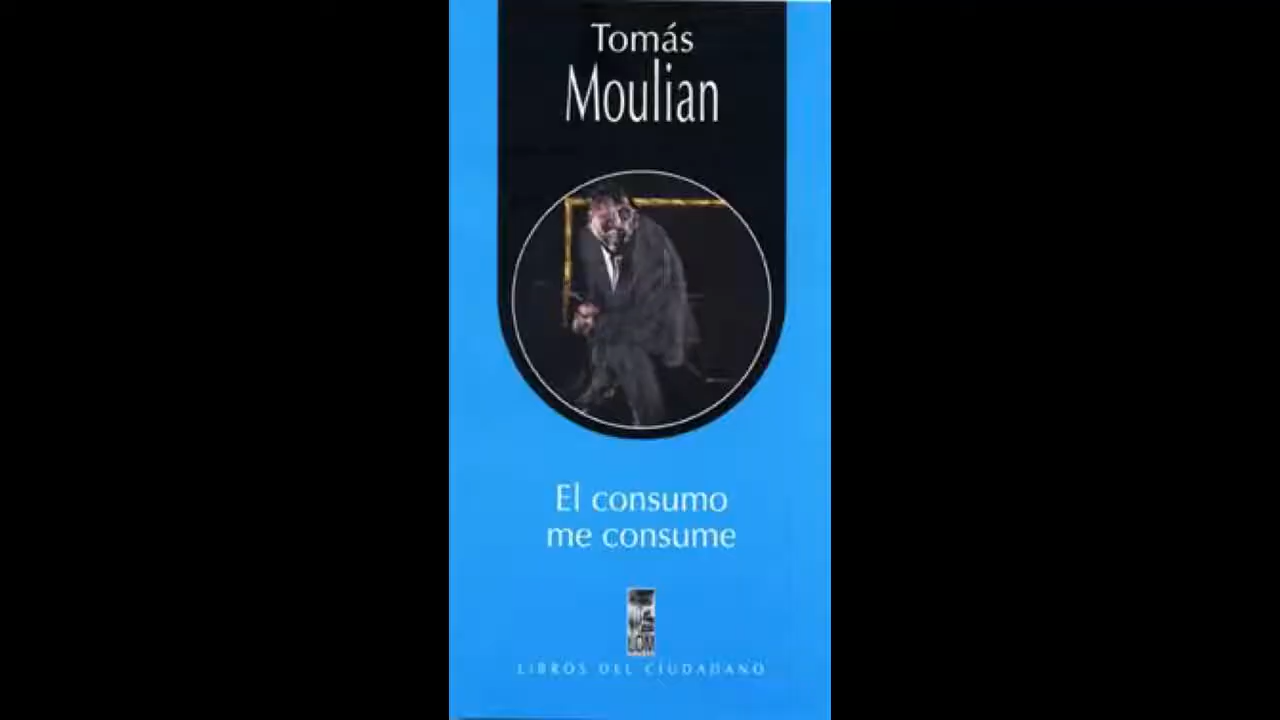 Tomás
Moulian
El consumo
me consume
LOM
LIBROS DEL CIUDADANO